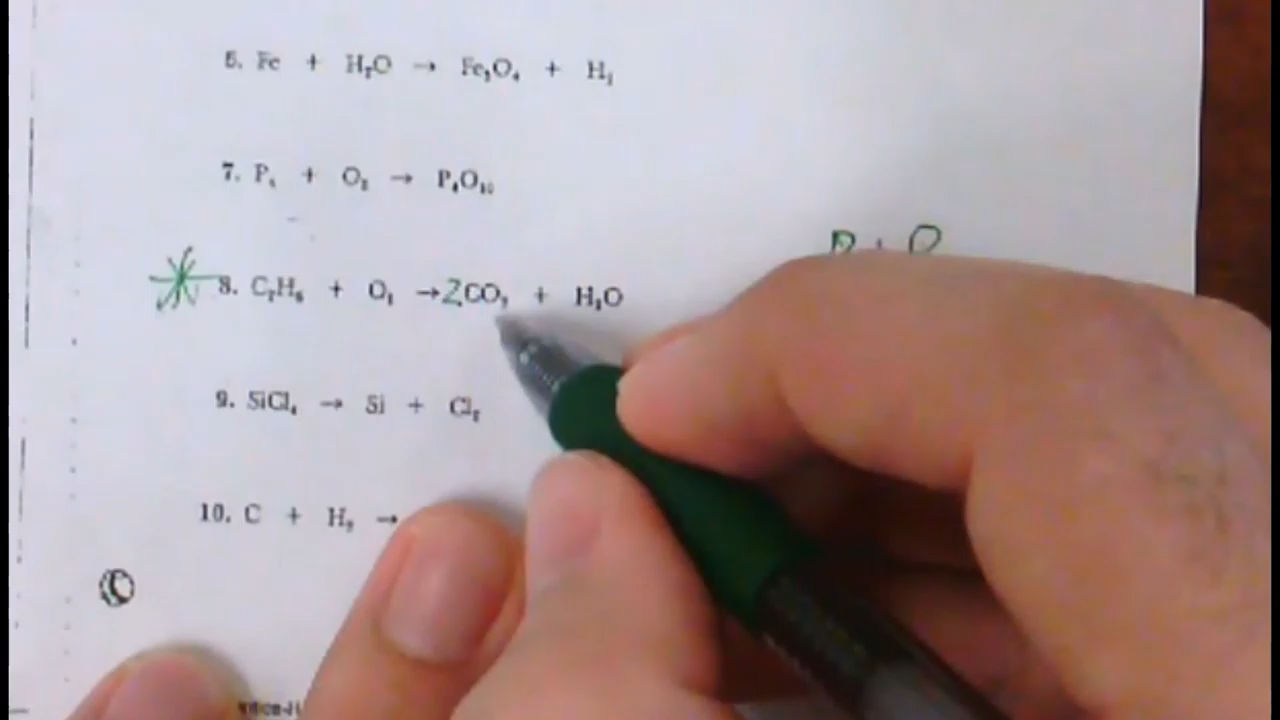 6. Fe + H₂O → Fe₃O₄ + H₂
7. P₄ + O₂ → P₄O₁₀
8. C₂H₆ + O₂ → 2CO₂ + H₂O
9. SiCl₄ → Si + Cl₂
10. C + H₂ →